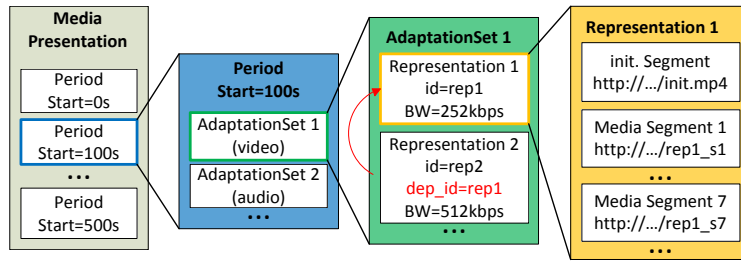 Media
Presentation
Period
Start=0s
Period
Start=100s
...
Period
Start=500s
Period
Start=100s
AdaptationSet 1
(video)
AdaptationSet 2
(audio)
...
AdaptationSet 1
Representation 1
id=rep1
BW=252kbps
Representation 2
id=rep2
dep_id=rep1
BW=512kbps
...
Representation 1
init. Segment
http://.../init.mp4
Media Segment 1
http://.../rep1_s1
...
Media Segment 7
http://.../rep1_s7
...